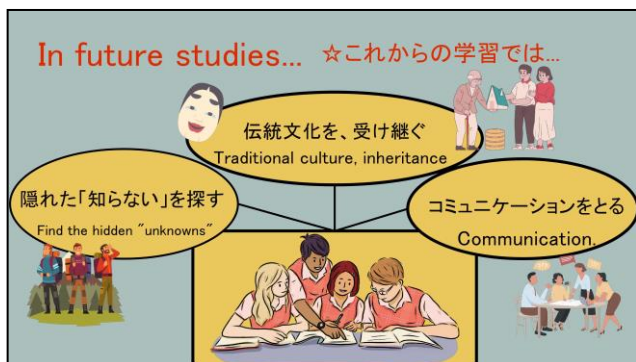 In future studies... ☆これからの学習では...
伝統文化を、受け継ぐ
Traditional culture, inheritance
隠れた「知らない」を探す
Find the hidden "unknowns"
コミュニケーションをとる
Communication.